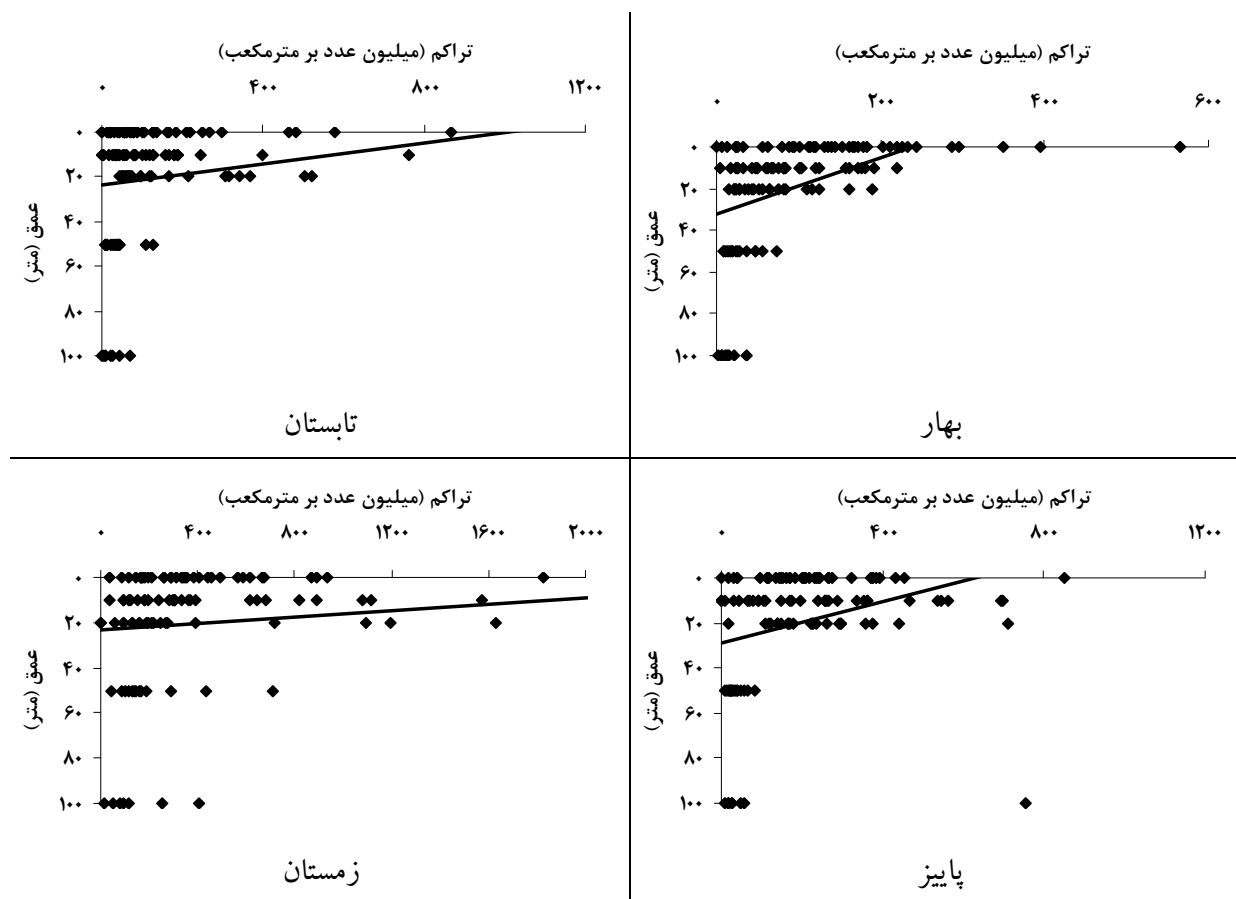 تراکم (میلیون عدد بر مترمکعب)
۰ ۲۰۰ ۴۰۰ ۶۰۰
۰
۲۰
۴۰
۶۰
۸۰
۱۰۰
عمق (متر)
بهار
تراکم (میلیون عدد بر مترمکعب)
۰ ۴۰۰ ۸۰۰ ۱۲۰۰
۰
۲۰
۴۰
۶۰
۸۰
۱۰۰
عمق (متر)
تابستان
تراکم (میلیون عدد بر مترمکعب)
۰ ۴۰۰ ۸۰۰ ۱۲۰۰
۰
۲۰
۴۰
۶۰
۸۰
۱۰۰
عمق (متر)
پاییز
تراکم (میلیون عدد بر مترمکعب)
۰ ۴۰۰ ۸۰۰ ۱۲۰۰ ۱۶۰۰ ۲۰۰۰
۰
۲۰
۴۰
۶۰
۸۰
۱۰۰
عمق (متر)
زمستان